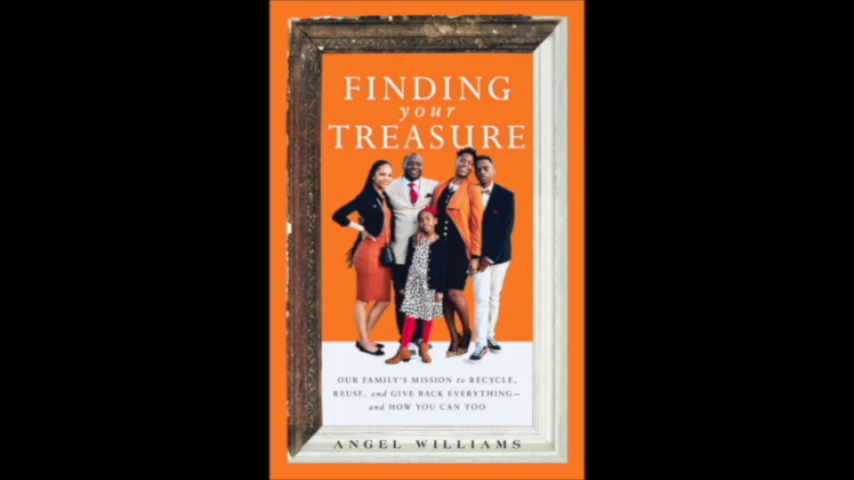 FINDING
your
TREASURE
OUR FAMILY'S MISSION to RECYCLE,
REUSE, and GIVE BACK EVERYTHING—
and HOW YOU CAN TOO
ANGEL WILLIAMS